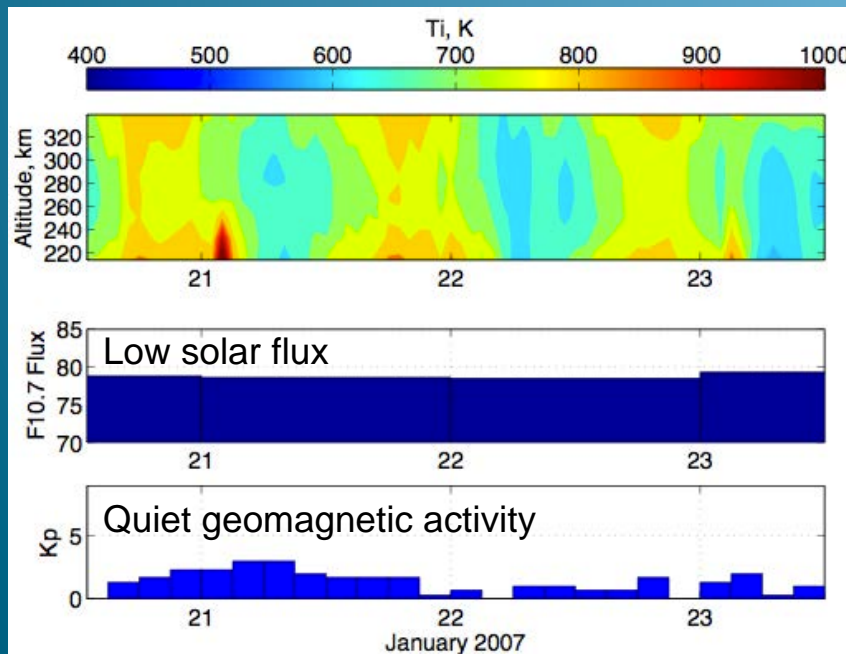 Ti, K
400 500 600 700 800 900 1000
Altitude, km
320
300
280
260
240
220
21 22 23
F10.7 Flux
85
80
75
70
Low solar flux
21 22 23
Kp
5
0
Quiet geomagnetic activity
21 22 23
January 2007